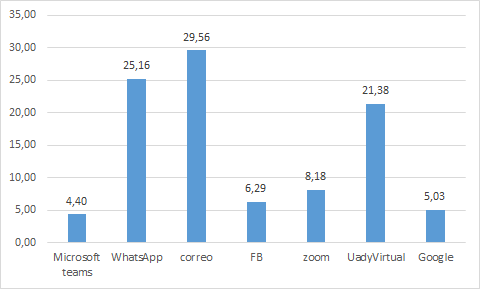 35,00
30,00
25,00
20,00
15,00
10,00
5,00
0,00
4,40
25,16
29,56
6,29
8,18
21,38
5,03
Microsoft
teams
WhatsApp
correo
FB
zoom
UadyVirtual
Google